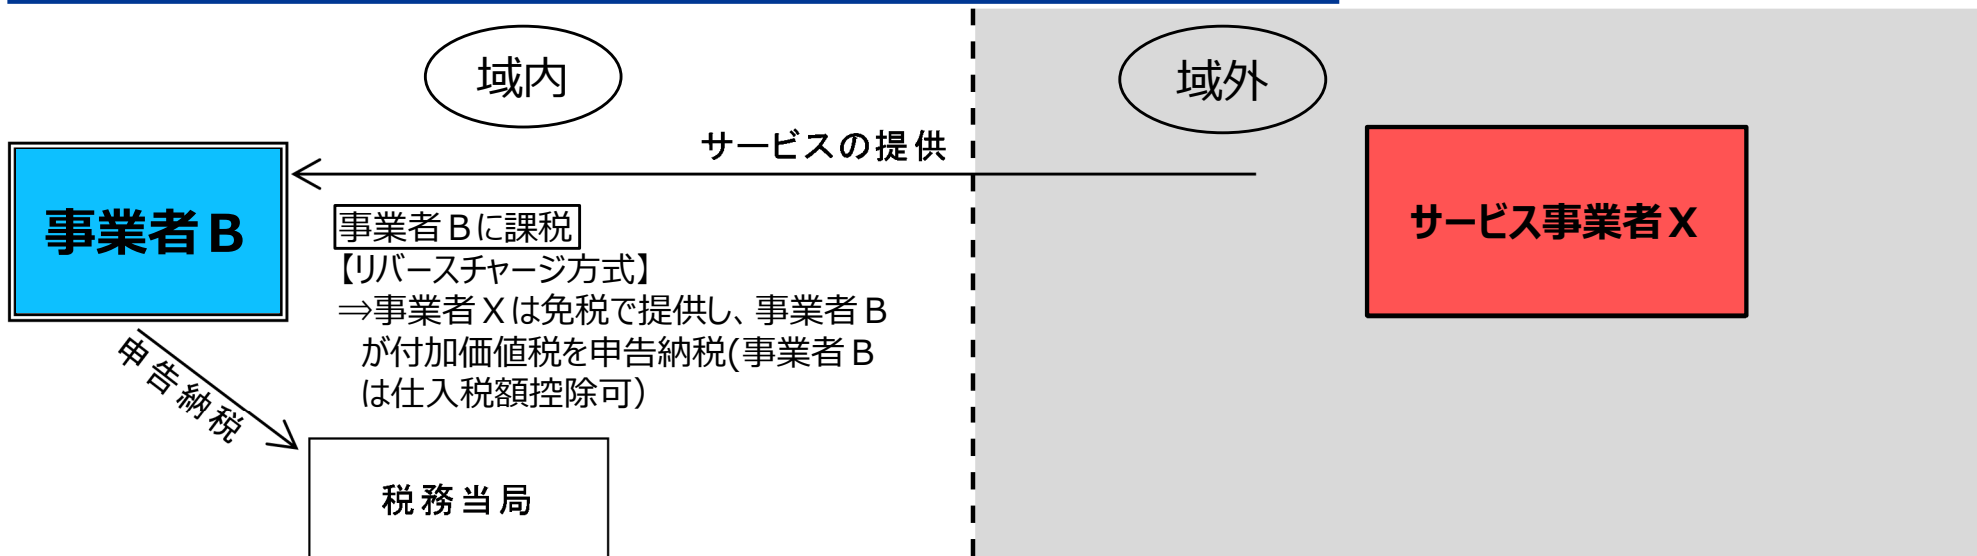 域内
域外
サービスの提供
事業者B
サービス事業者X
事業者Bに課税
【リバースチャージ方式】
⇒事業者Xは免税で提供し、事業者B
が付加価値税を申告納税(事業者B
は仕入税額控除可)
申告納税
税務当局